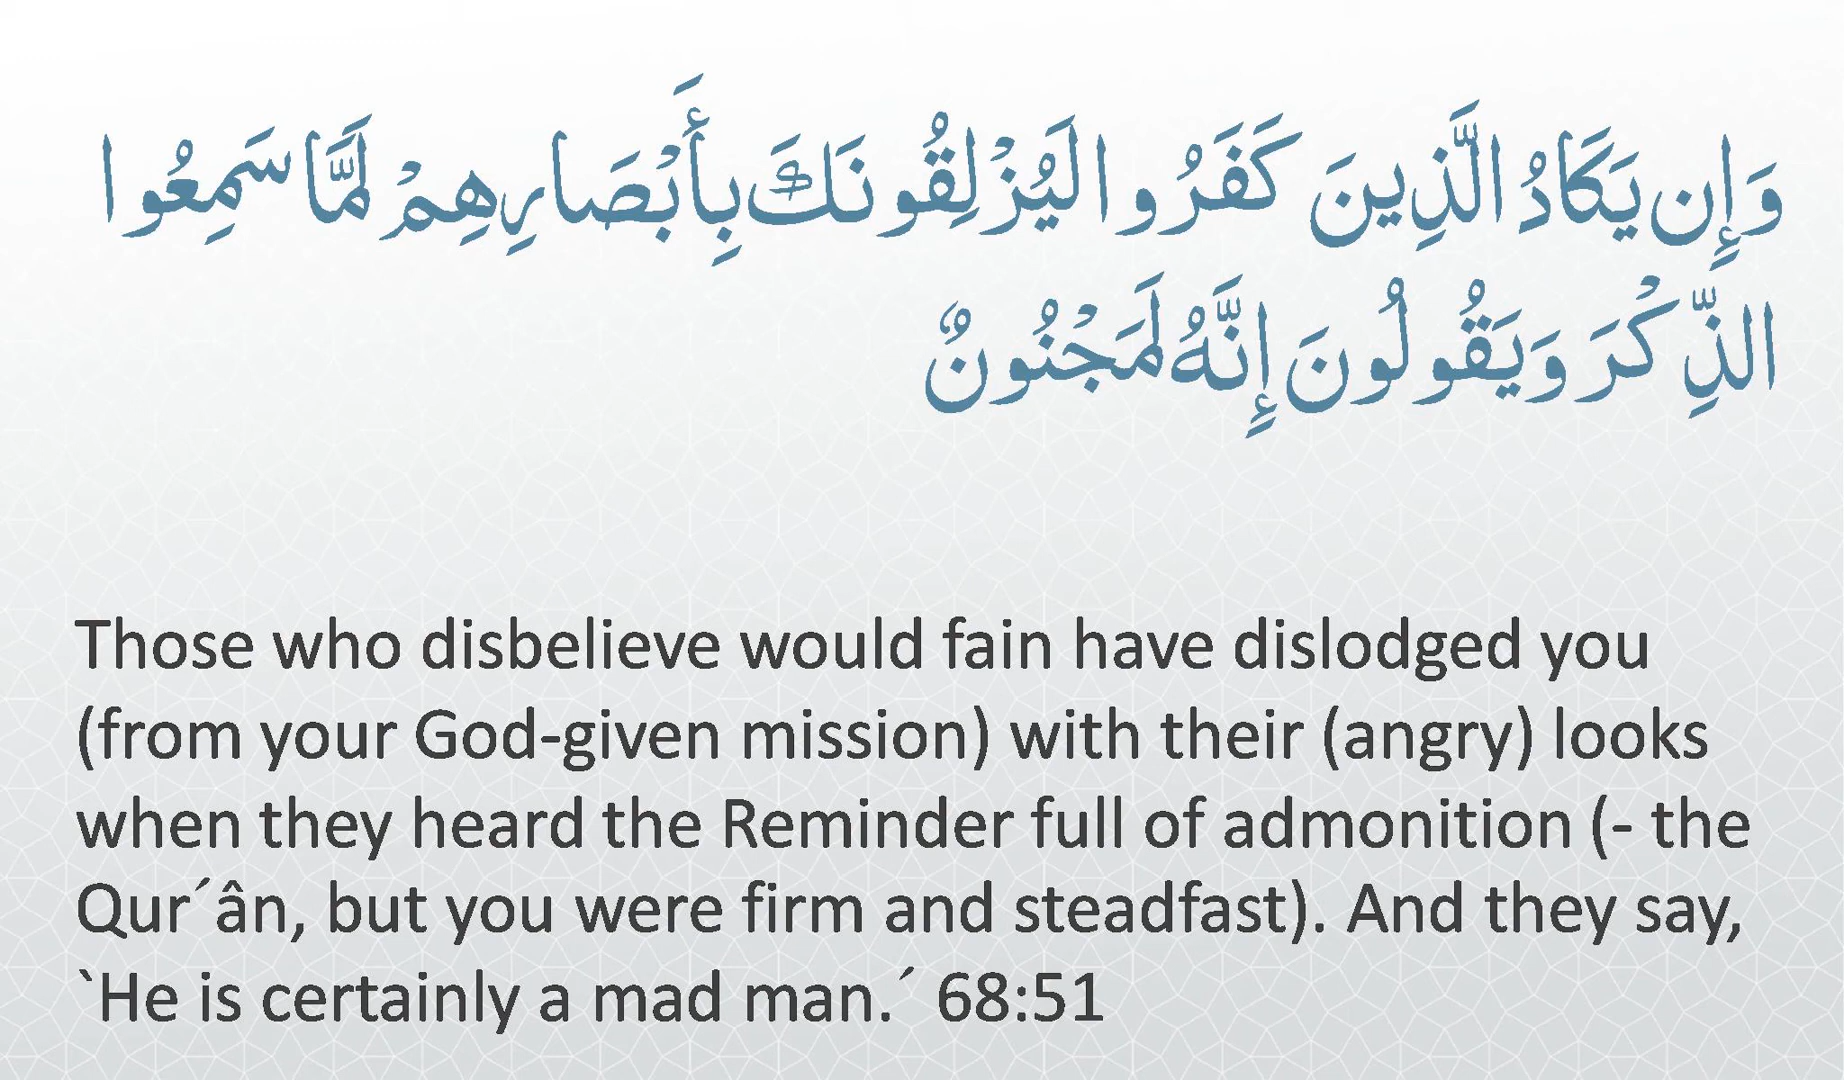 وَإِن يَكَادُ الَّذِينَ كَفَرُوا لَيُزْلِقُونَكَ بِأَبْصَارِهِمْ لَمَّا سَمِعُوا
الذِّكْرَ وَيَقُولُونَ إِنَّهُ لَمَجْنُونٌ
Those who disbelieve would fain have dislodged you
(from your God-given mission) with their (angry) looks
when they heard the Reminder full of admonition (- the
Qur´ân, but you were firm and steadfast). And they say,
`He is certainly a mad man.´ 68:51